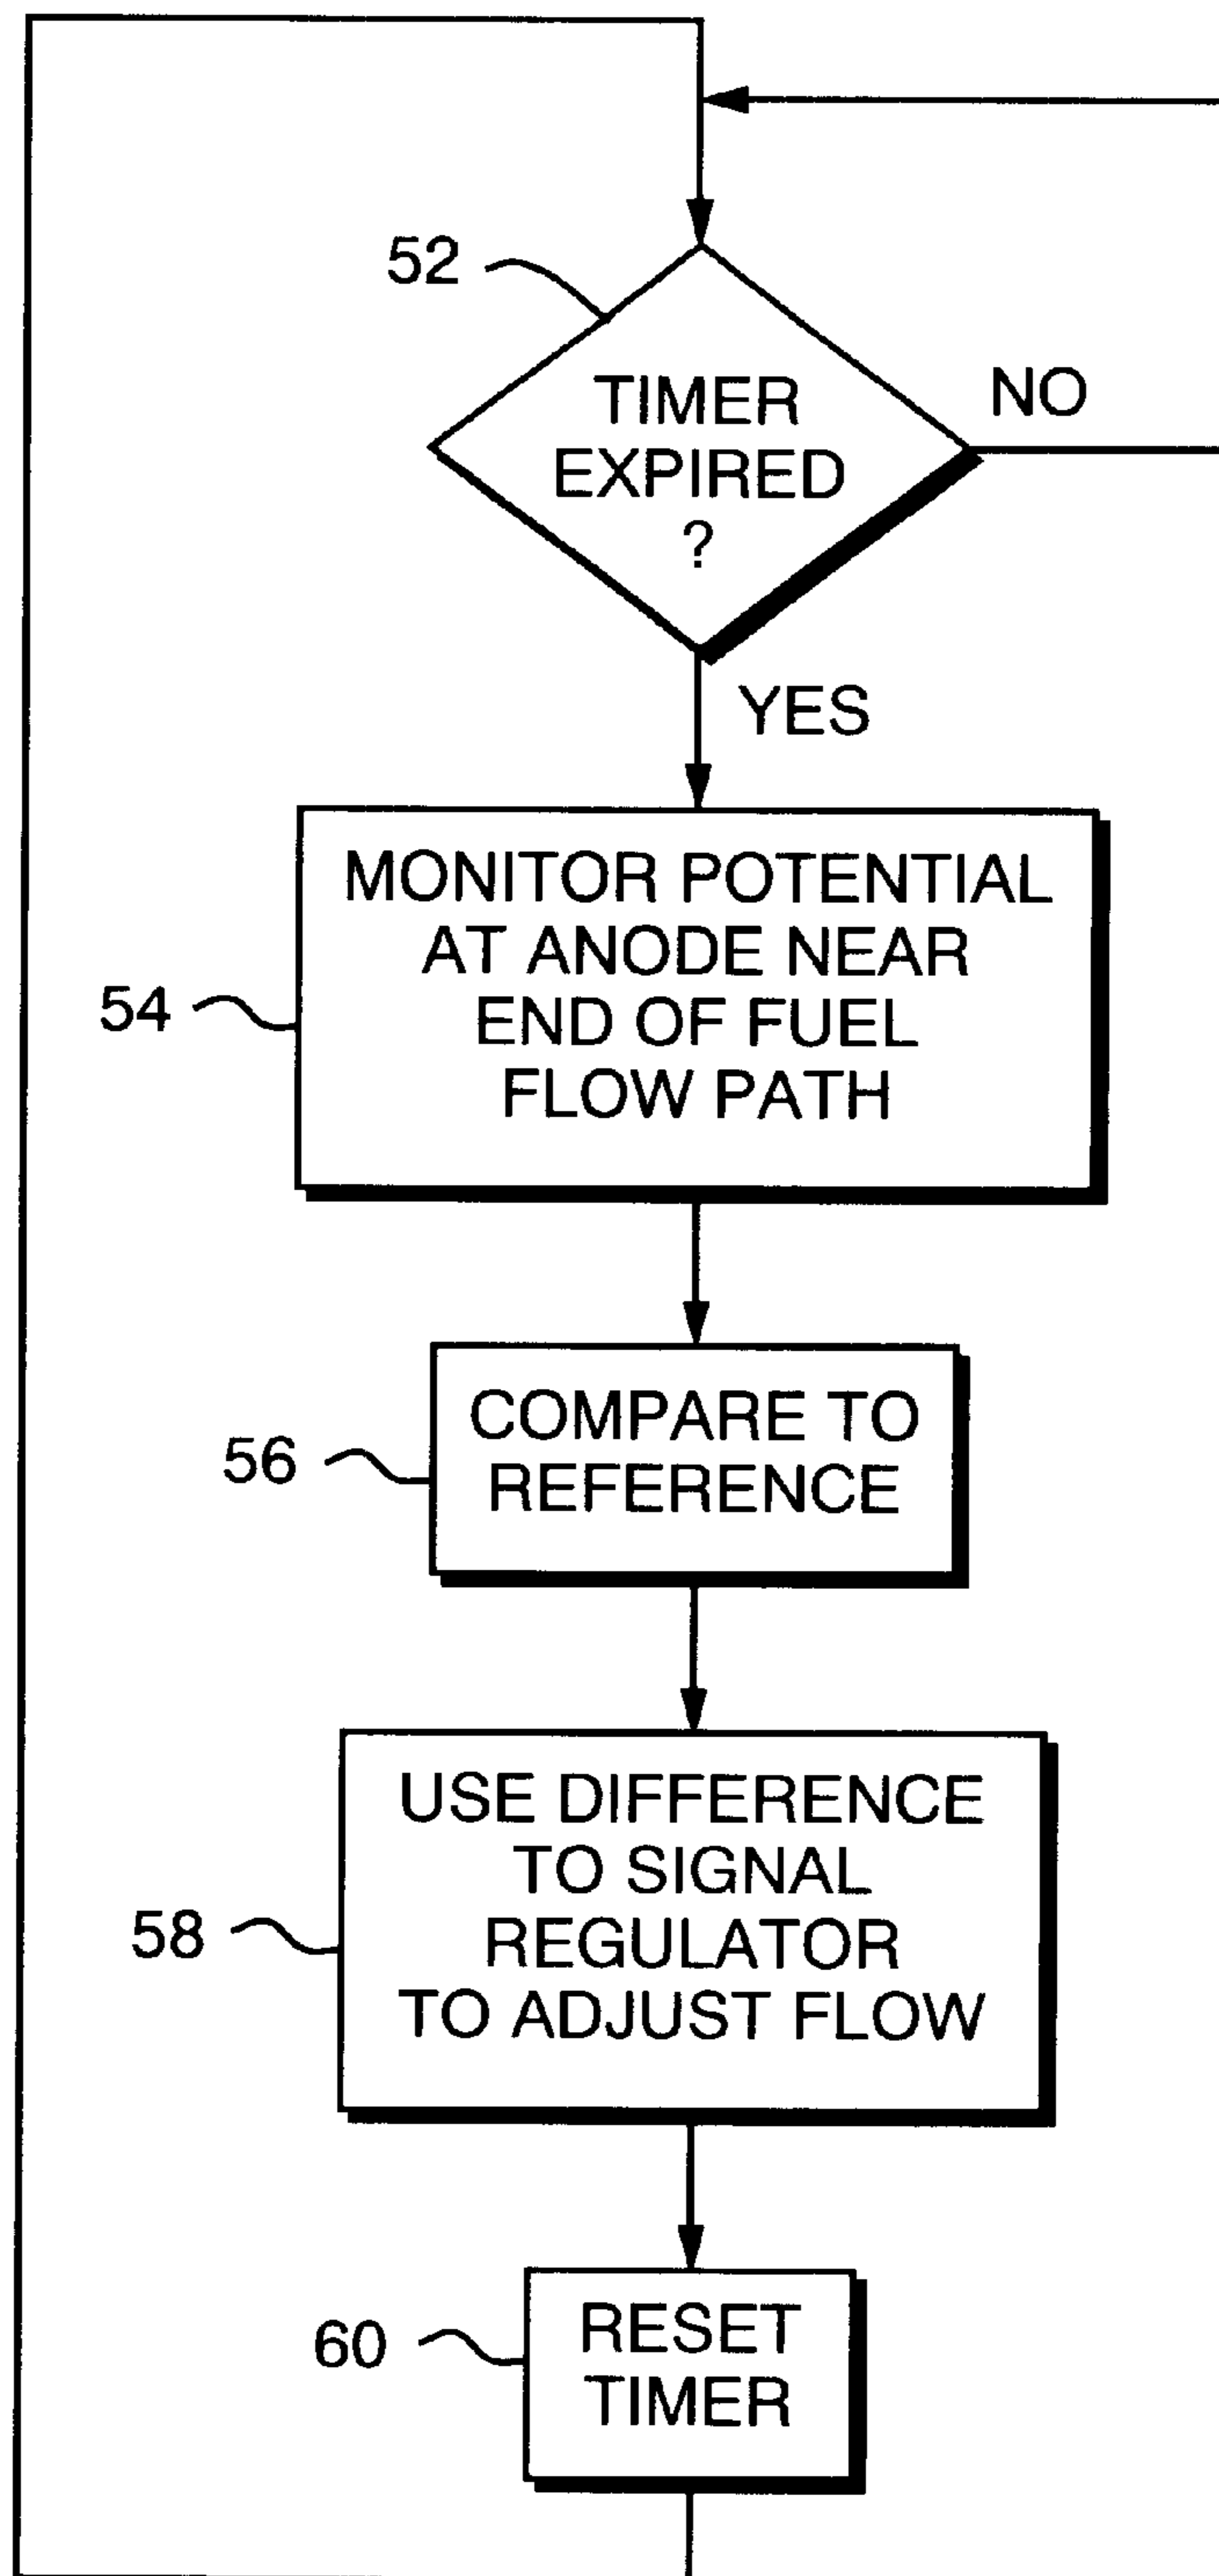 52
TIMER
EXPIRED
?
NO
YES
54
MONITOR POTENTIAL
AT ANODE NEAR
END OF FUEL
FLOW PATH
56
COMPARE TO
REFERENCE
58
USE DIFFERENCE
TO SIGNAL
REGULATOR
TO ADJUST FLOW
60
RESET
TIMER